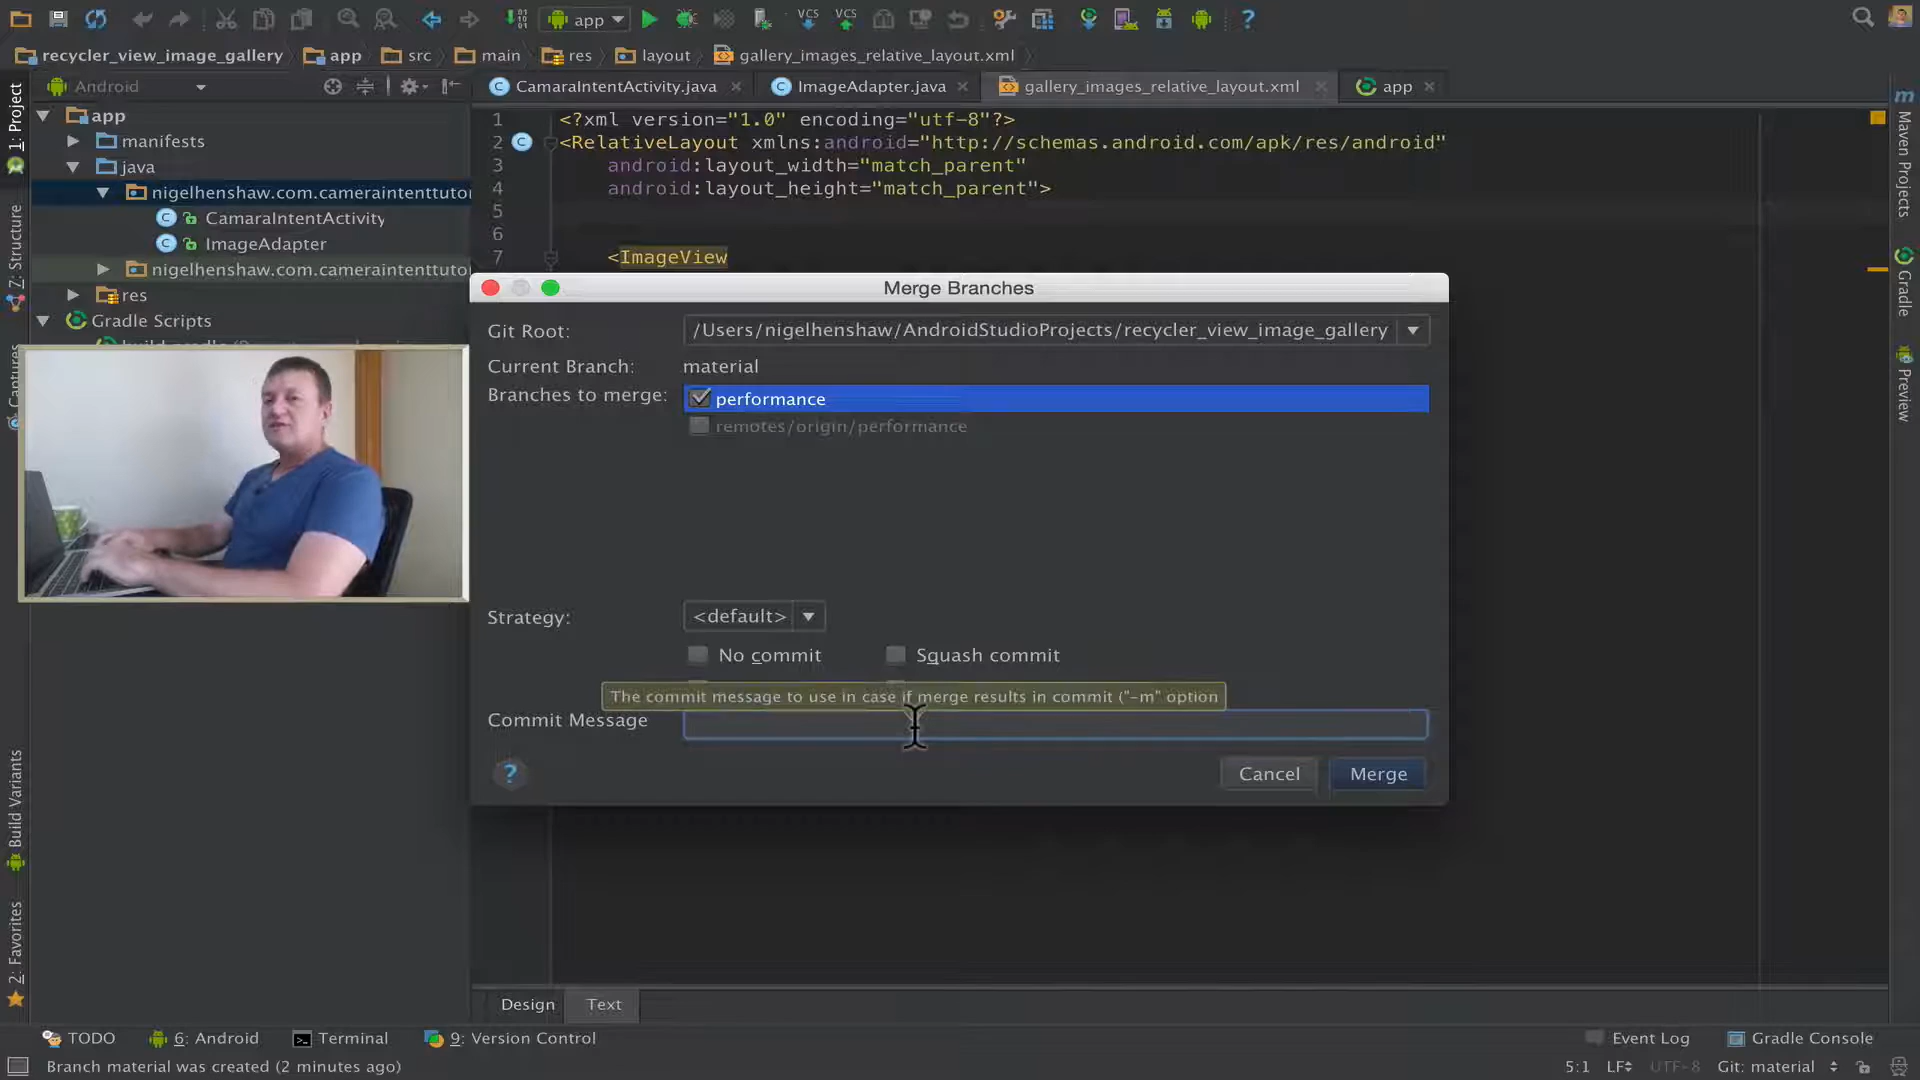 app
VCS
VCS
recycler_view_image_gallery
app
src
main
res
layout
gallery_images_relative_layout.xml
Android
CamaraIntentActivity.java
ImageAdapter.java
gallery_images_relative_layout.xml
app
1: Project
Z: Structure
Captures
Build Variants
2: Favorites
app
manifests
java
nigelhenshaw.com.cameraintenttutor
CamaraIntentActivity
ImageAdapter
nigelhenshaw.com.cameraintenttutor
res
Gradle Scripts
1 <?xml version="1.0" encoding="utf-8"?>
2 <RelativeLayout xmlns:android="http://schemas.android.com/apk/res/android"
3 android:layout_width="match_parent"
4 android:layout_height="match_parent">
5
6
7 <ImageView
Merge Branches
Git Root: /Users/nigelhenshaw/AndroidStudioProjects/recycler_view_image_gallery
Current Branch: material
Branches to merge: performance
remotes/origin/performance
Strategy: <default>
No commit Squash commit
The commit message to use in case if merge results in commit ("-m" option
Commit Message
? Cancel Merge
Maven Projects
Gradle
Preview
Design Text
TODO 6: Android Terminal 9: Version Control Event Log Gradle Console
Branch material was created (2 minutes ago) 5:1 LF UTF-8 Git: material